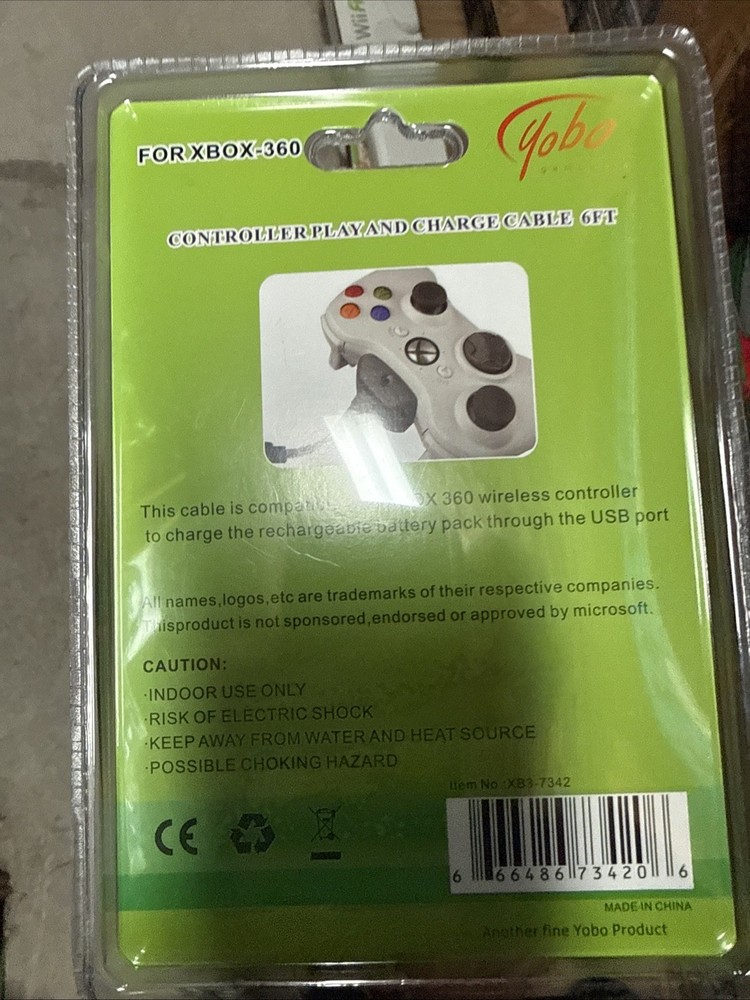 Wii
FOR XBOX-360
Yobo
CONTROLLER PLAY AND CHARGE CABLE 6FT
This cable is 360 wireless controller
to charge the rechargeable battery pack through the USB port
All names,logos,etc are trademarks of their respective companies.
Thisproduct is not sponsored,endorsed or approved by microsoft.
CAUTION:
·INDOOR USE ONLY
·RISK OF ELECTRIC SHOCK
·KEEP AWAY FROM WATER AND HEAT SOURCE
·POSSIBLE CHOKING HAZARD
Item No :XB3-7342
CE
6 66486 73420 6
MADE-IN CHINA
Another fine Yobo Product